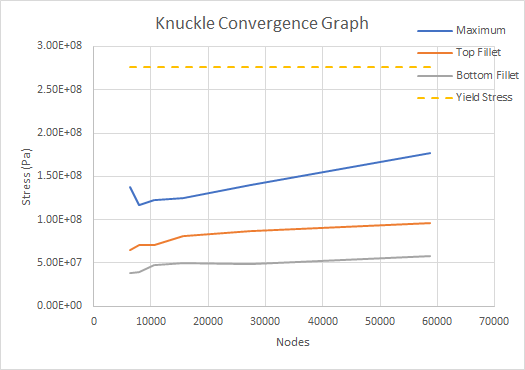 Knuckle Convergence Graph
3.00E+08
2.50E+08
2.00E+08
1.50E+08
1.00E+08
5.00E+07
0.00E+00
Stress (Pa)
0 10000 20000 30000 40000 50000 60000 70000
Nodes
Maximum
Top Fillet
Bottom Fillet
Yield Stress